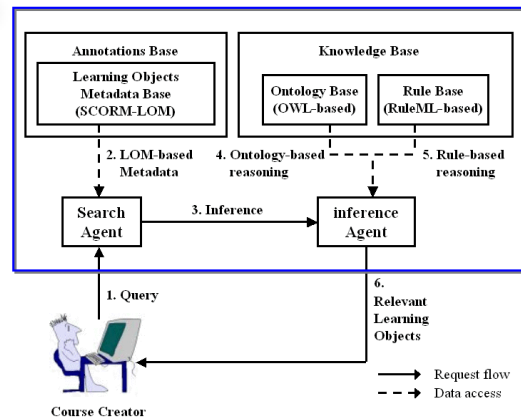 Annotations Base
Learning Objects
Metadata Base
(SCORM-LOM)
Knowledge Base
Ontology Base
(OWL-based)
Rule Base
(RuleML-based)
2. LOM-based
Metadata
4. Ontology-based
reasoning
5. Rule-based
reasoning
Search
Agent
3. Inference
inference
Agent
1. Query
6.
Relevant
Learning
Objects
Course Creator
Request flow
Data access